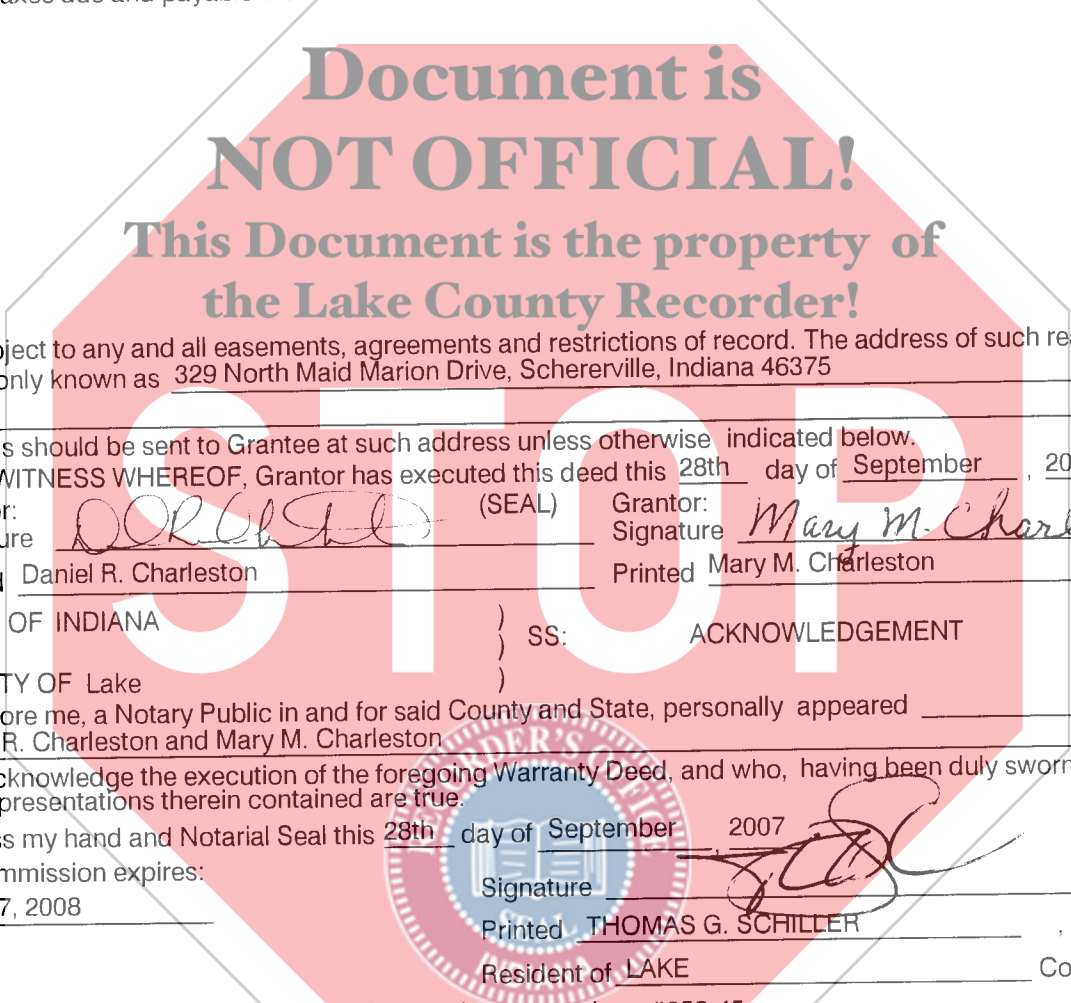 Document is
NOT OFFICIAL!
This Document is the property of
the Lake County Recorder!
ject to any and all easements, agreements and restrictions of record. The address of such re
only known as 329 North Maid Marion Drive, Schererville, Indiana 46375
STOP
s should be sent to Grantee at such address unless otherwise indicated below.
WITNESS WHEREOF, Grantor has executed this deed this 28th day of September , 20
r: (SEAL) Grantor:
ure Signature Mary M. Charl
Daniel R. Charleston Printed Mary M. Charleston
OF INDIANA )
) SS: ACKNOWLEDGEMENT
TY OF Lake )
ore me, a Notary Public in and for said County and State, personally appeared
R. Charleston and Mary M. Charleston
cknowledge the execution of the foregoing Warranty Deed, and who, having been duly sworn
presentations therein contained are true.
ss my hand and Notarial Seal this 28th day of September , 2007
mmission expires:
7, 2008
Signature
Printed THOMAS G. SCHILLER ,
Resident of LAKE Co
RECORDER'S OFFICE
SEAL
INDIANA